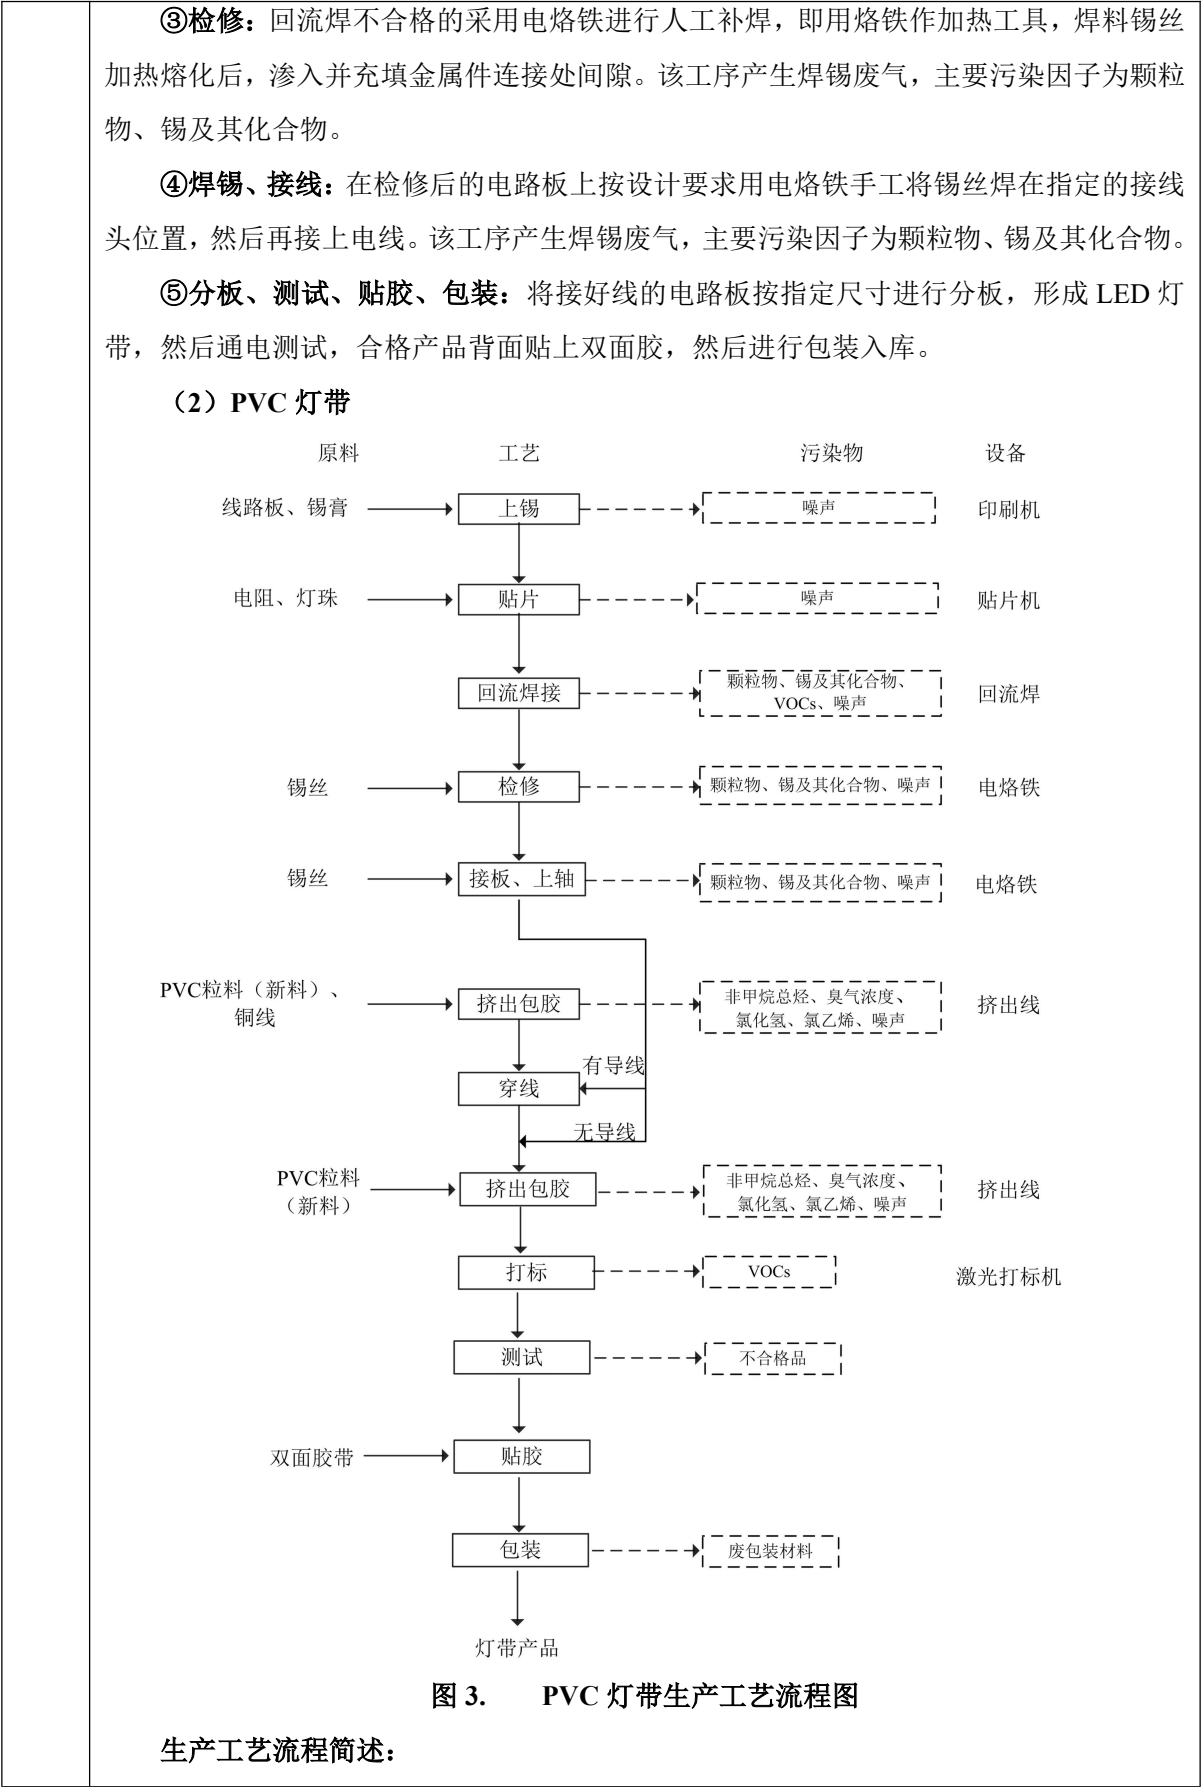 ③检修：回流焊不合格的采用电烙铁进行人工补焊，即用烙铁作加热工具，焊料锡丝
加热熔化后，渗入并充填金属件连接处间隙。该工序产生焊锡废气，主要污染因子为颗粒
物、锡及其化合物。
④焊锡、接线：在检修后的电路板上按设计要求用电烙铁手工将锡丝焊在指定的接线
头位置，然后再接上电线。该工序产生焊锡废气，主要污染因子为颗粒物、锡及其化合物。
⑤分板、测试、贴胶、包装：将接好线的电路板按指定尺寸进行分板，形成 LED 灯
带，然后通电测试，合格产品背面贴上双面胶，然后进行包装入库。
（2）PVC 灯带
原料 工艺 污染物 设备
线路板、锡膏 上锡 噪声 印刷机
电阻、灯珠 贴片 噪声 贴片机
回流焊接 颗粒物、锡及其化合物、
VOCs、噪声 回流焊
锡丝 检修 颗粒物、锡及其化合物、噪声 电烙铁
锡丝 接板、上轴 颗粒物、锡及其化合物、噪声 电烙铁
PVC粒料（新料）、
铜线 挤出包胶 非甲烷总烃、臭气浓度、
氯化氢、氯乙烯、噪声 挤出线
有导线
穿线
无导线
PVC粒料
（新料） 挤出包胶 非甲烷总烃、臭气浓度、
氯化氢、氯乙烯、噪声 挤出线
打标 VOCs 激光打标机
测试 不合格品
双面胶带 贴胶
包装 废包装材料
灯带产品
图 3. PVC 灯带生产工艺流程图
生产工艺流程简述：